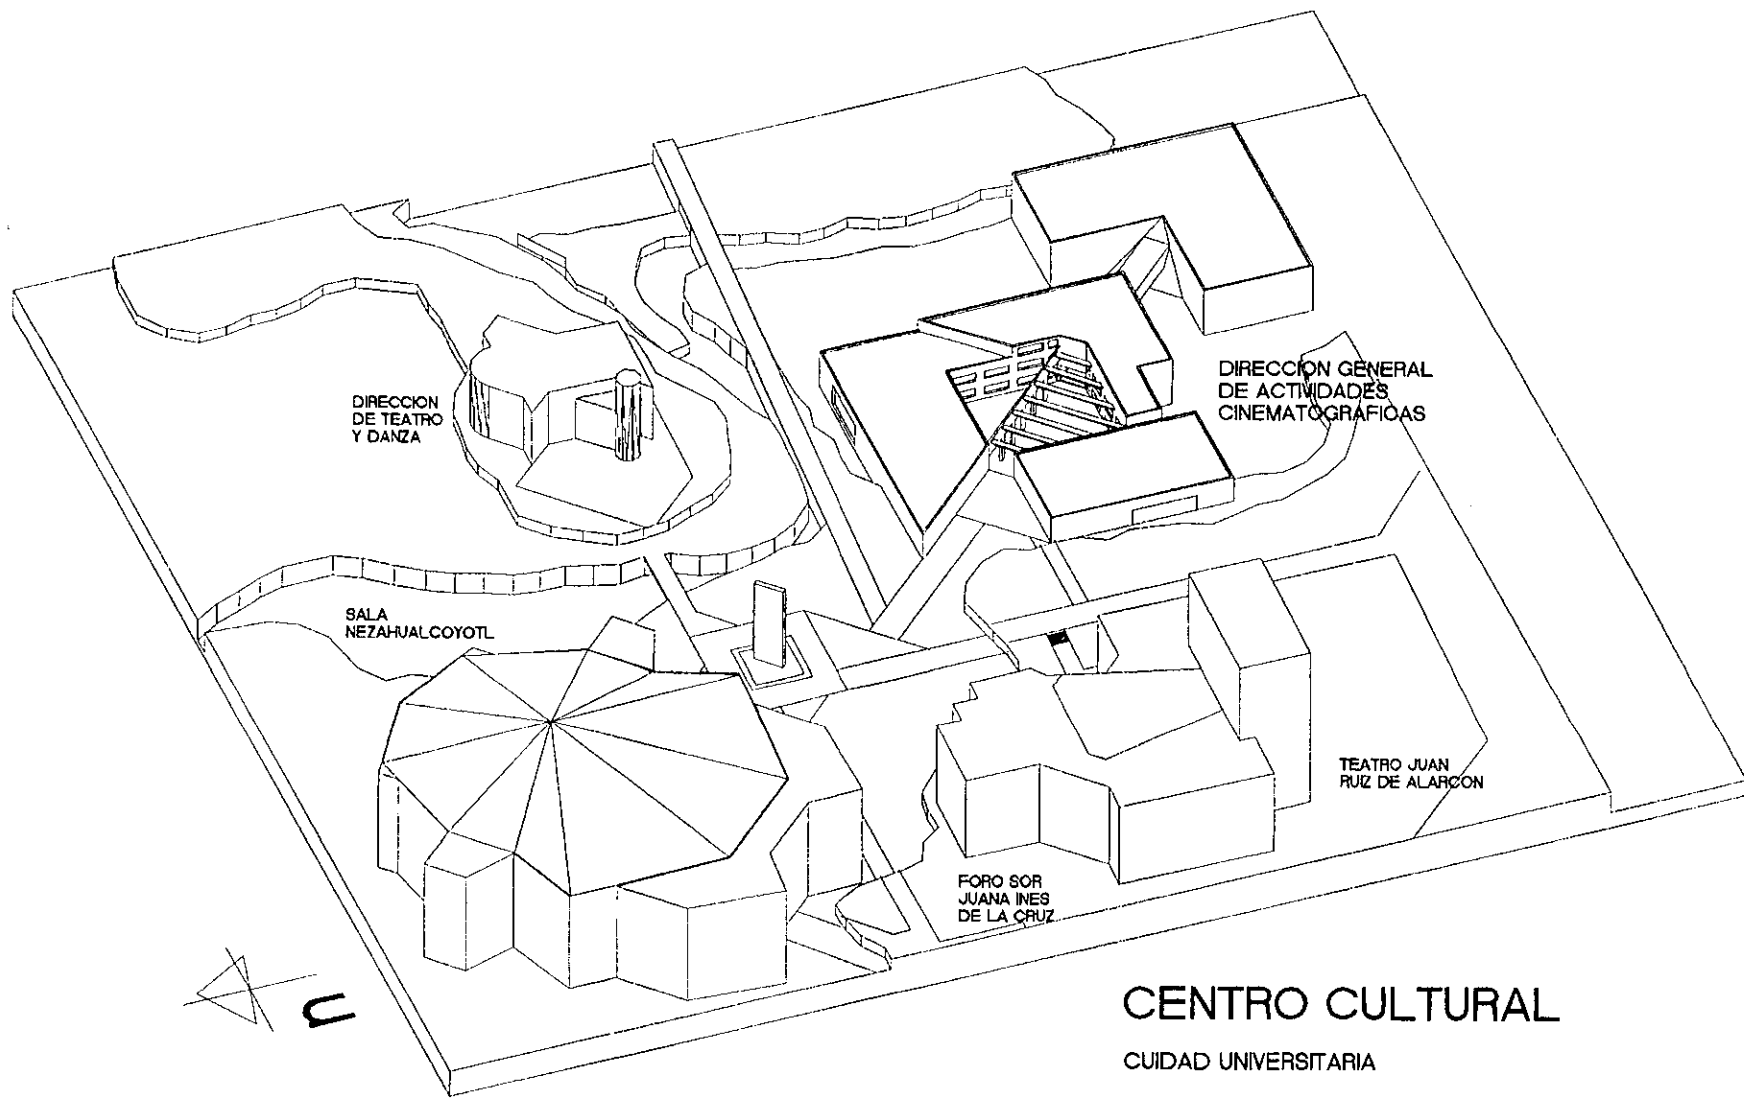 DIRECCION GENERAL
DE ACTIVIDADES
CINEMATOGRAFICAS
DIRECCION
DE TEATRO
Y DANZA
SALA
NEZAHUALCOYOTL
TEATRO JUAN
RUIZ DE ALARCON
FORO SOR
JUANA INES
DE LA CRUZ
CENTRO CULTURAL
CUIDAD UNIVERSITARIA